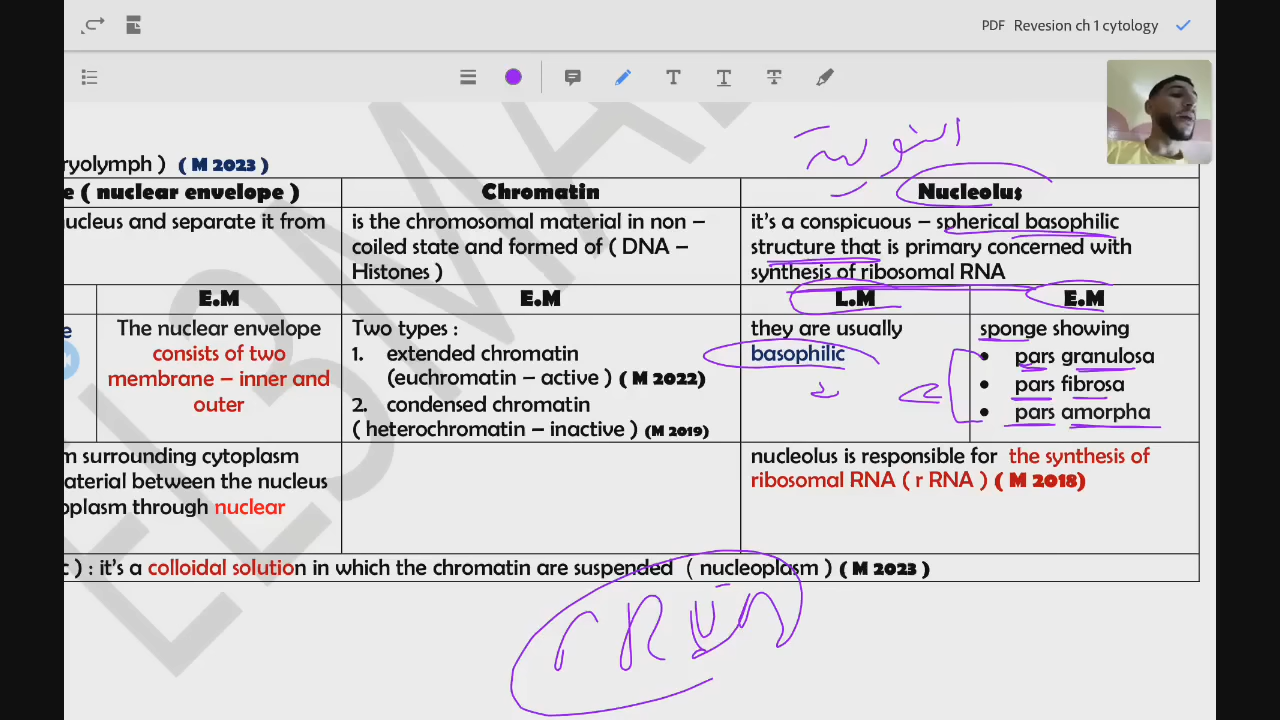 PDF Revesion ch 1 cytology
ryolymph ) ( M 2023 )
e ( nuclear envelope )
Chromatin
Nucleolus
ucleus and separate it from
is the chromosomal material in non –
coiled state and formed of ( DNA –
Histones )
it's a conspicuous – spherical basophilic
structure that is primary concerned with
synthesis of ribosomal RNA
E.M
E.M
L.M
E.M
e
The nuclear envelope
consists of two
membrane – inner and
outer
Two types :
1. extended chromatin
(euchromatin – active ) ( M 2022)
2. condensed chromatin
( heterochromatin – inactive ) ( M 2019)
they are usually
basophilic
sponge showing
• pars granulosa
• pars fibrosa
• pars amorpha
m surrounding cytoplasm
aterial between the nucleus
oplasm through nuclear
nucleolus is responsible for the synthesis of
ribosomal RNA ( r RNA ) ( M 2018)
c ) : it's a colloidal solution in which the chromatin are suspended ( nucleoplasm ) ( M 2023 )
rRNA